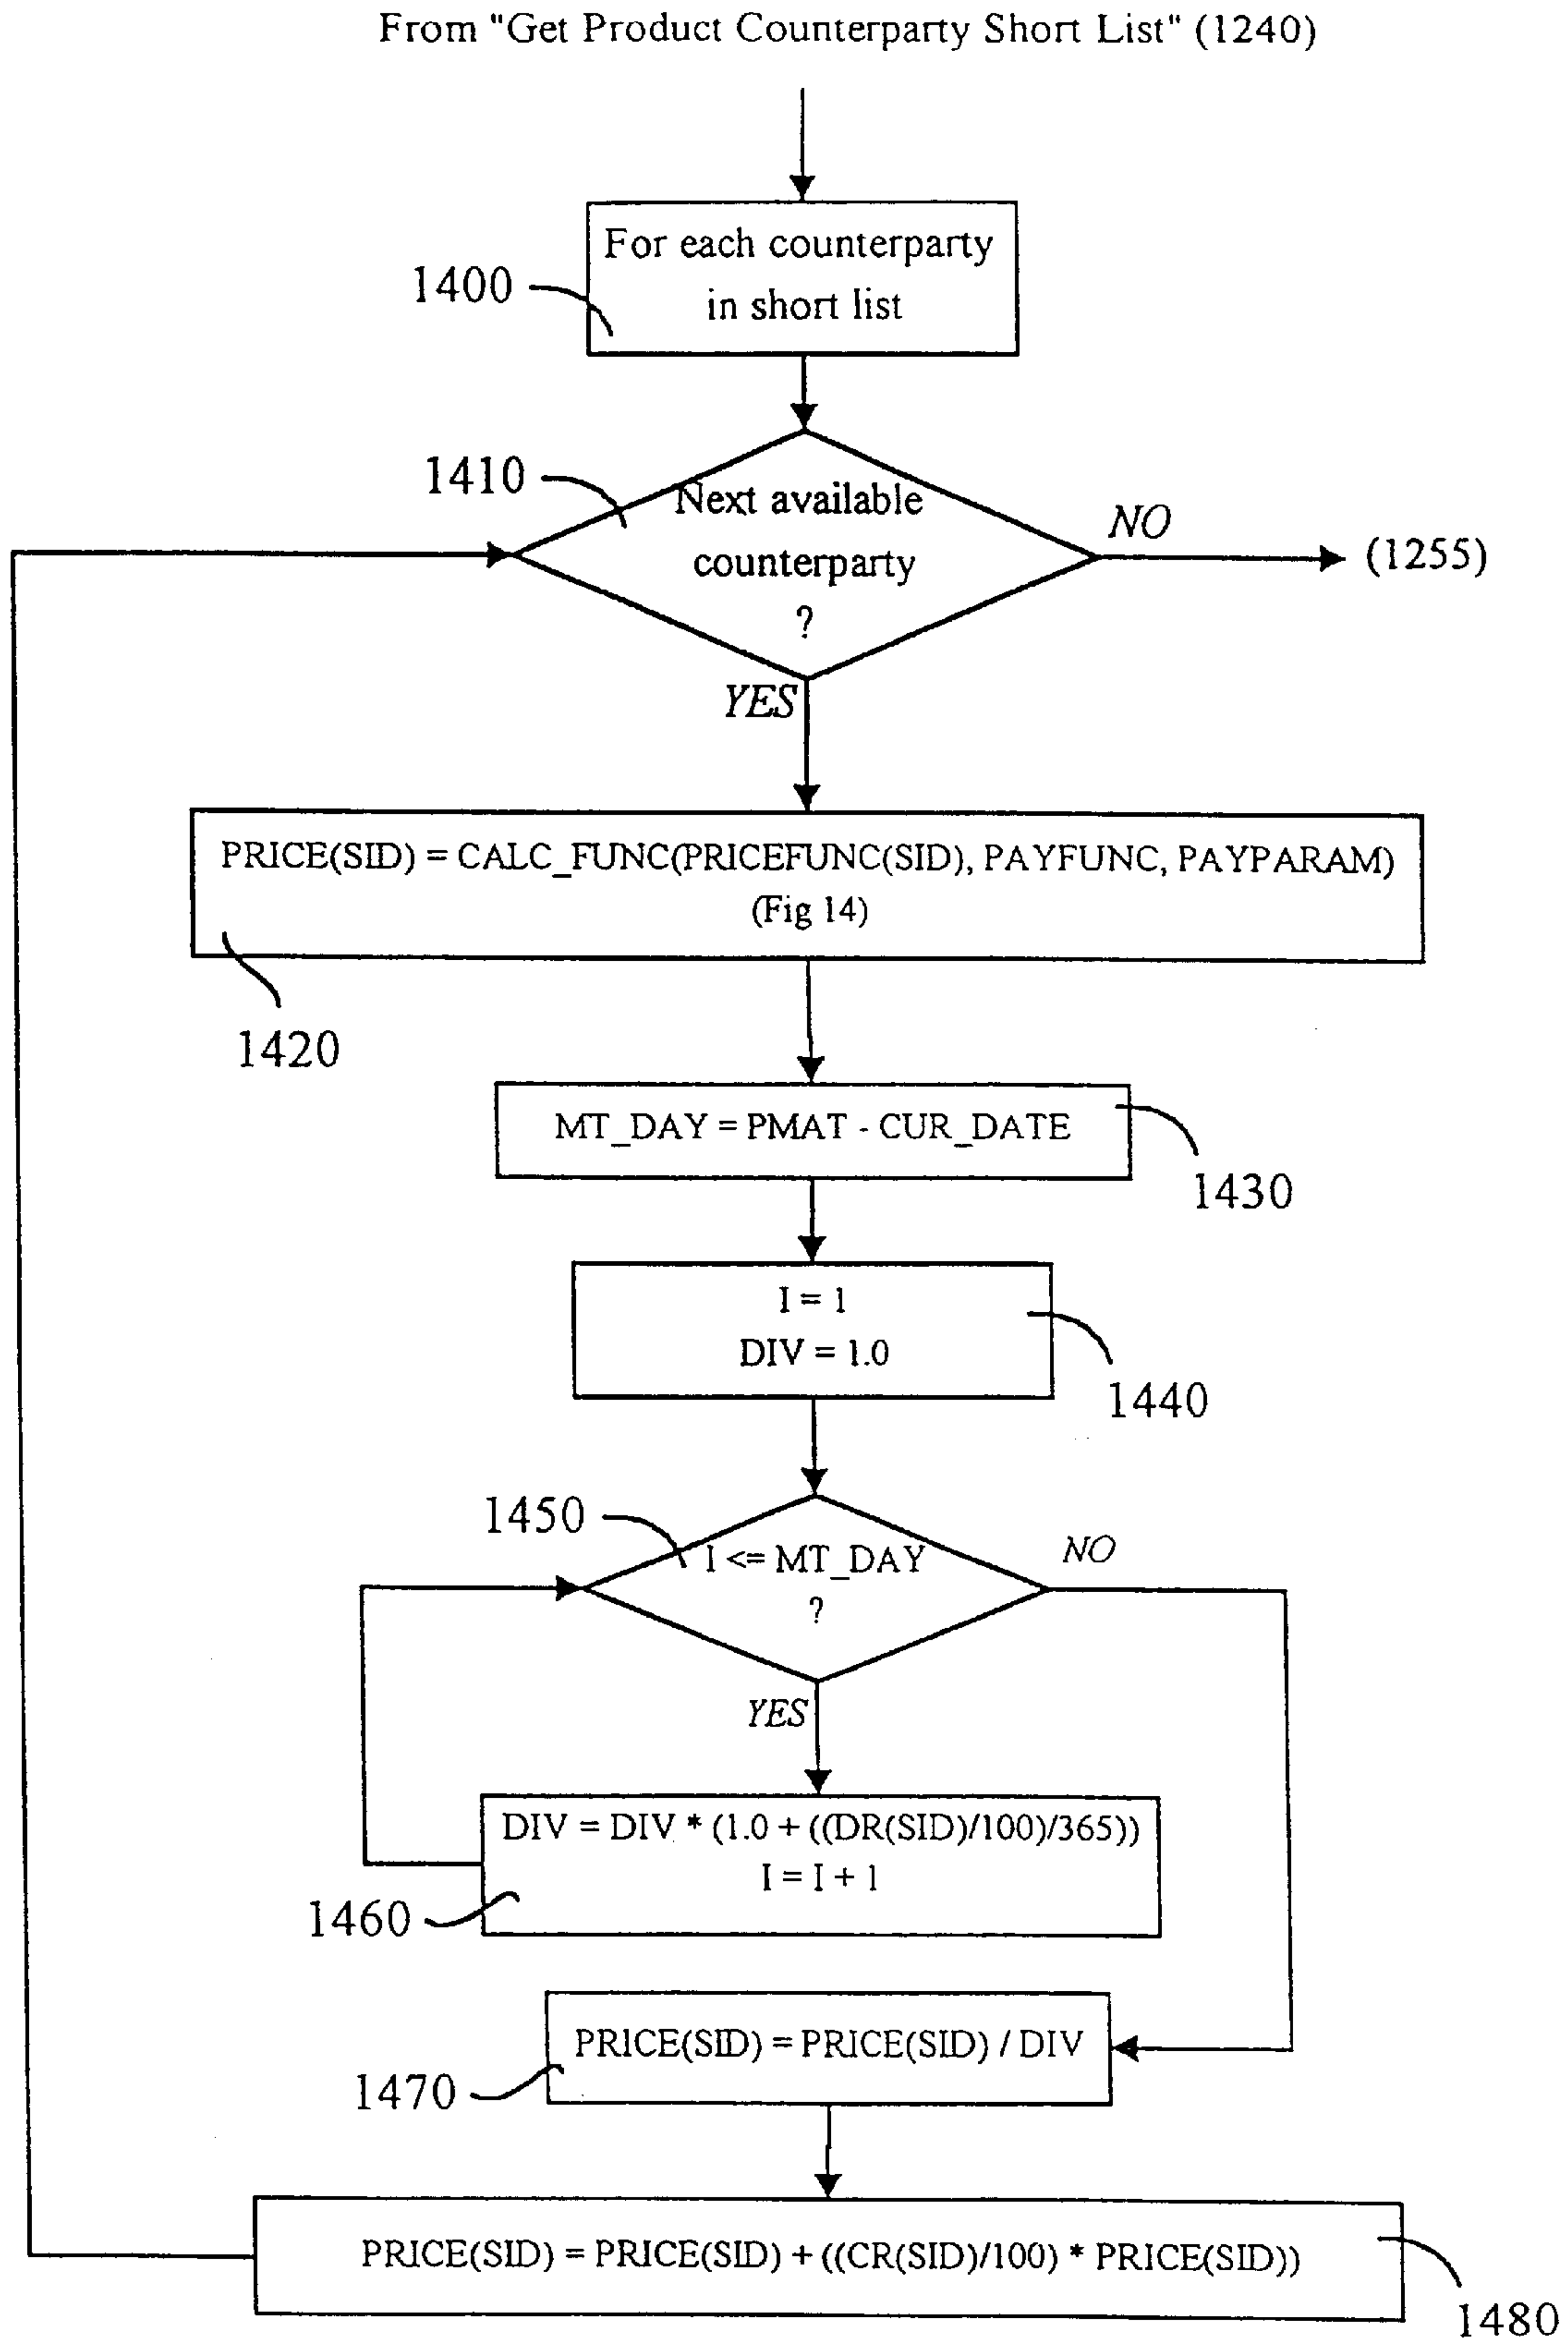 From "Get Product Counterparty Short List" (1240)
For each counterparty
in short list
1400
1410
Next available
counterparty
?
NO
(1255)
YES
PRICE(SID) = CALC_FUNC(PRICEFUNC(SID), PAYFUNC, PAYPARAM)
(Fig 14)
1420
MT_DAY = PMAT - CUR_DATE
1430
I = 1
DIV = 1.0
1440
1450
I <= MT_DAY
?
NO
YES
DIV = DIV * (1.0 + ((DR(SID)/100)/365))
I = I + 1
1460
PRICE(SID) = PRICE(SID) / DIV
1470
PRICE(SID) = PRICE(SID) + ((CR(SID)/100) * PRICE(SID))
1480